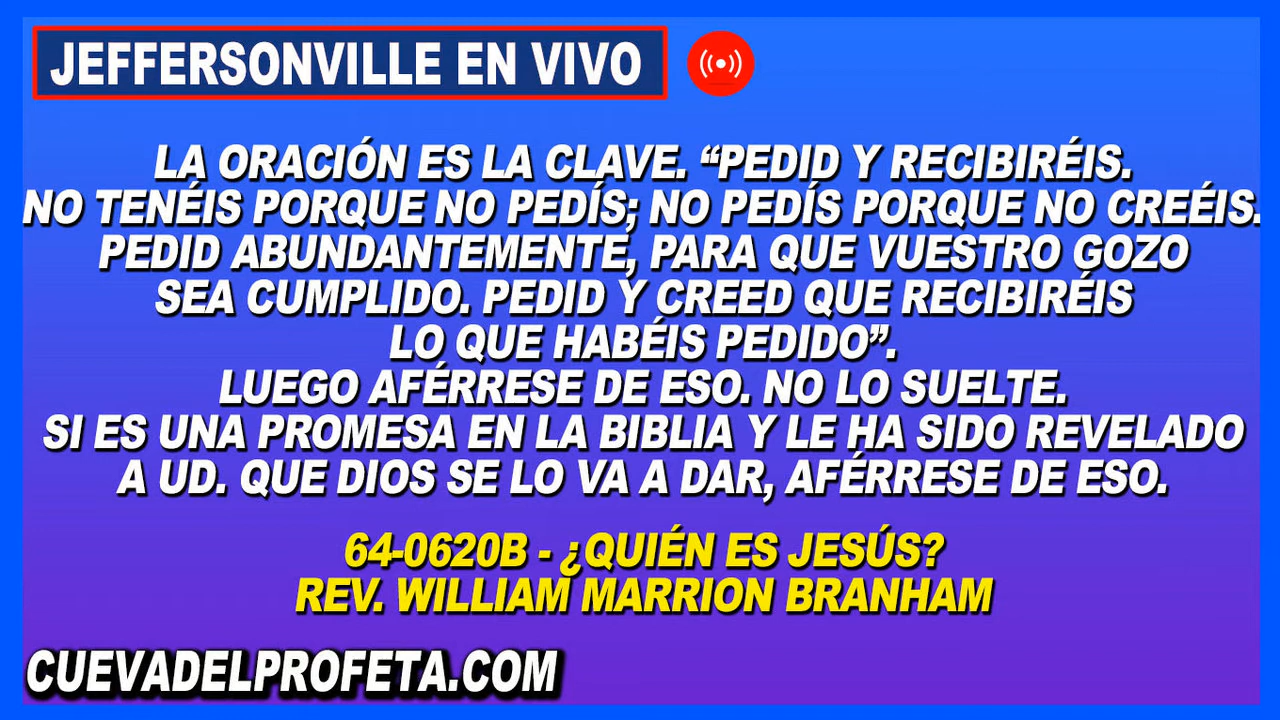 JEFFERSONVILLE EN VIVO
LA ORACIÓN ES LA CLAVE. “PEDID Y RECIBIRÉIS.
NO TENÉIS PORQUE NO PEDÍS; NO PEDÍS PORQUE NO CREÉIS.
PEDID ABUNDANTEMENTE, PARA QUE VUESTRO GOZO
SEA CUMPLIDO. PEDID Y CREED QUE RECIBIRÉIS
LO QUE HABÉIS PEDIDO”.
LUEGO AFÉRRESE DE ESO. NO LO SUELTE.
SI ES UNA PROMESA EN LA BIBLIA Y LE HA SIDO REVELADO
A UD. QUE DIOS SE LO VA A DAR, AFÉRRESE DE ESO.
64-0620B - ¿QUIÉN ES JESÚS?
REV. WILLIAM MARRION BRANHAM
CUEVADELPROFETA.COM